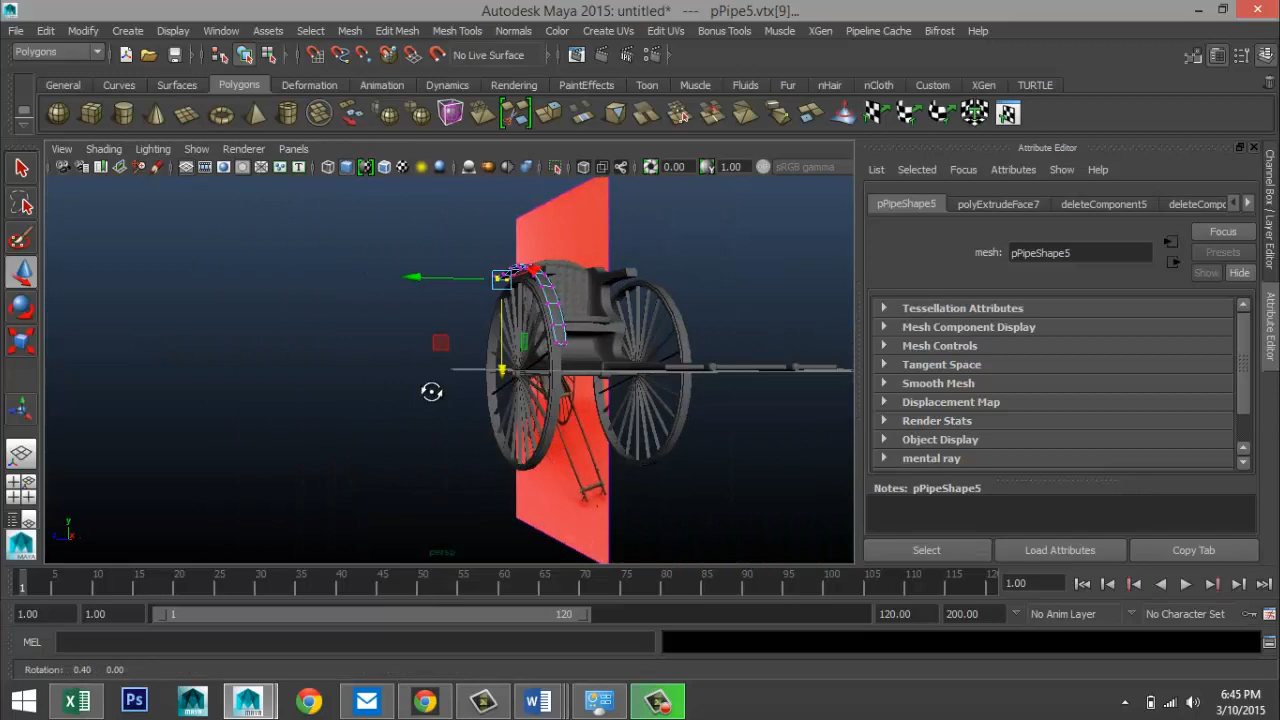 Autodesk Maya 2015: untitled* --- pPipe5.vtx[9]...
File Edit Modify Create Display Window Assets Select Mesh Edit Mesh Mesh Tools Normals Color Create UVs Edit UVs Bonus Tools Muscle XGen Pipeline Cache Bifrost Help
Polygons No Live Surface
General Curves Surfaces Polygons Deformation Animation Dynamics Rendering PaintEffects Toon Muscle Fluids Fur nHair nCloth Custom XGen TURTLE
View Shading Lighting Show Renderer Panels
0.00 1.00 sRGB gamma
Attribute Editor
List Selected Focus Attributes Show Help
pPipeShape5 polyExtrudeFace7 deleteComponent5 deleteCompc
Focus
mesh: pPipeShape5
Presets
Show Hide
Tessellation Attributes
Mesh Component Display
Mesh Controls
Tangent Space
Smooth Mesh
Displacement Map
Render Stats
Object Display
mental ray
Notes: pPipeShape5
Select Load Attributes Copy Tab
Channel Box / Layer Editor
Attribute Editor
y
z x
persp
MAYA
1 5 10 15 20 25 30 35 40 45 50 55 60 65 70 75 80 85 90 95 100 105 110 115 12
1.00
1.00 1.00 1 120 120.00 200.00 No Anim Layer No Character Set
MEL
Rotation: 0.40 0.00
6:45 PM
3/10/2015